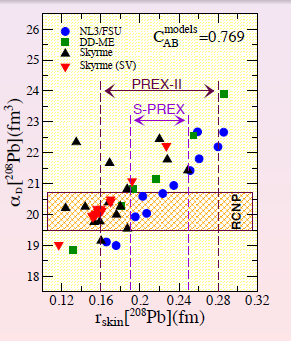 26
25
24
23
22
21
20
19
18
α_D[²⁰⁸Pb](fm³)
NL3/FSU
DD-ME
Skyrme
Skyrme (SV)
C_AB^models=0.769
PREX-II
S-PREX
RCNP
0.12 0.16 0.2 0.24 0.28 0.32
r_skin[²⁰⁸Pb](fm)